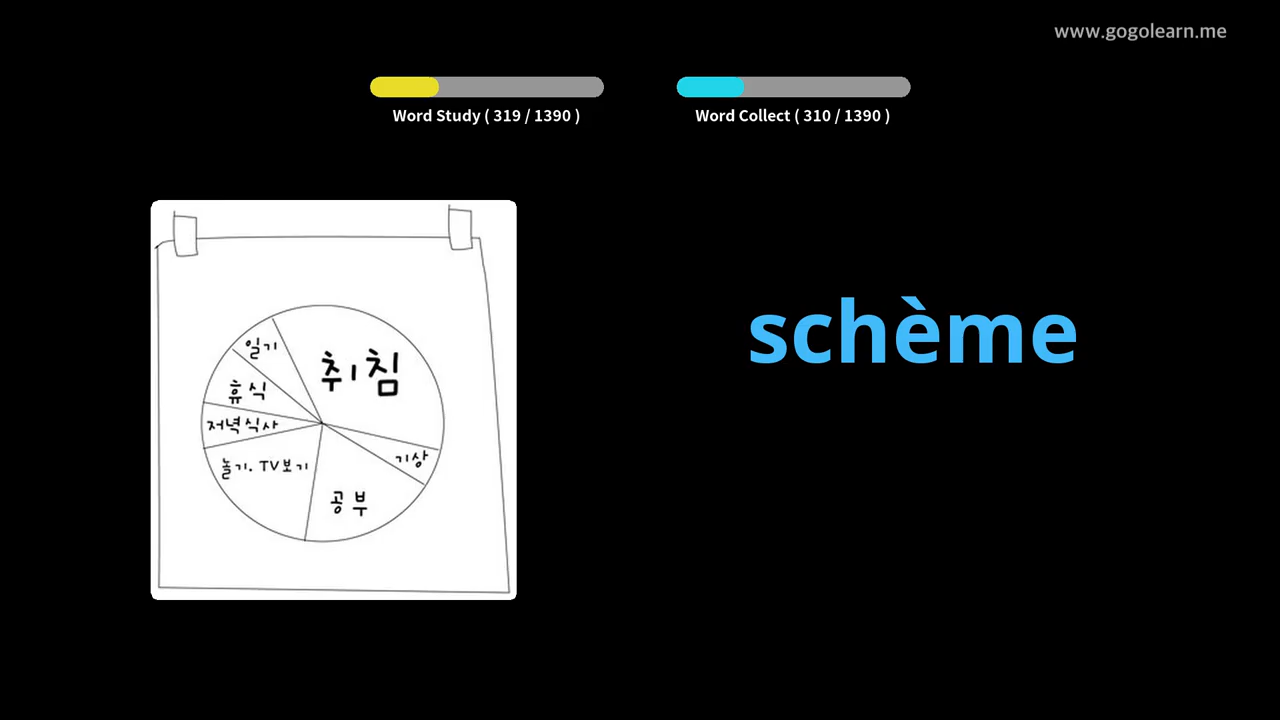 www.gogolearn.me
Word Study ( 319 / 1390 )
Word Collect ( 310 / 1390 )
일기
취침
휴식
저녁식사
놀기. TV보기
기상
공부
schème